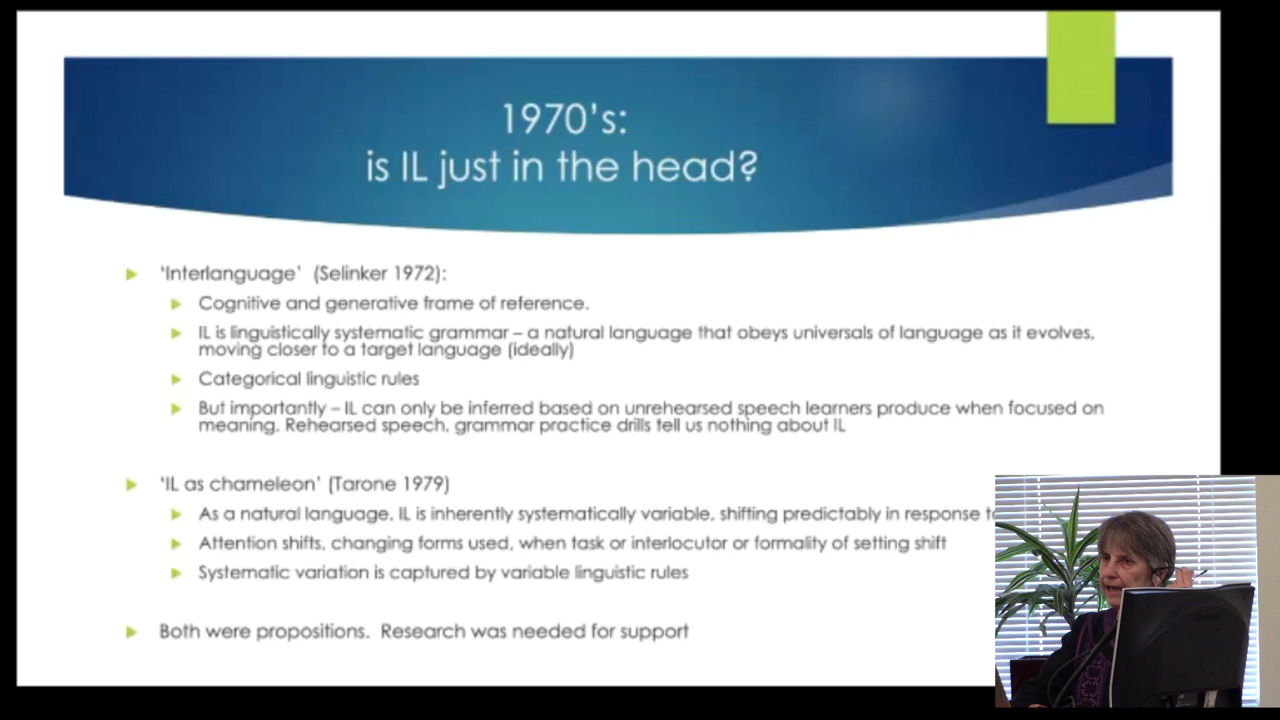 1970's:
is IL just in the head?
'Interlanguage' (Selinker 1972):
Cognitive and generative frame of reference.
IL is linguistically systematic grammar – a natural language that obeys universals of language as it evolves,
moving closer to a target language (ideally)
Categorical linguistic rules
But importantly – IL can only be inferred based on unrehearsed speech learners produce when focused on
meaning. Rehearsed speech, grammar practice drills tell us nothing about IL
'IL as chameleon' (Tarone 1979)
As a natural language, IL is inherently systematically variable, shifting predictably in response
Attention shifts, changing forms used, when task or interlocutor or formality of setting shift
Systematic variation is captured by variable linguistic rules
Both were propositions. Research was needed for support